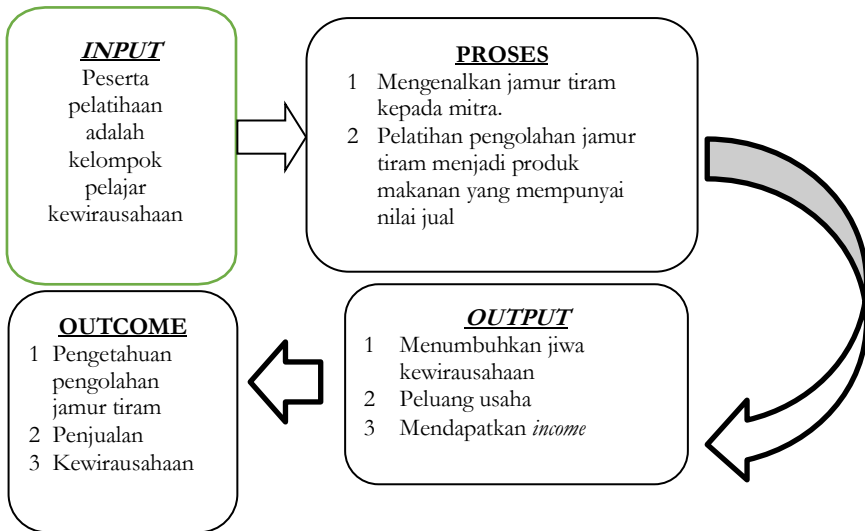 INPUT
Peserta
pelatihaan
adalah
kelompok
pelajar
kewirausahaan
PROSES
1 Mengenalkan jamur tiram
kepada mitra.
2 Pelatihan pengolahan jamur
tiram menjadi produk
makanan yang mempunyai
nilai jual
OUTPUT
1 Menumbuhkan jiwa
kewirausahaan
2 Peluang usaha
3 Mendapatkan income
OUTCOME
1 Pengetahuan
pengolahan
jamur tiram
2 Penjualan
3 Kewirausahaan